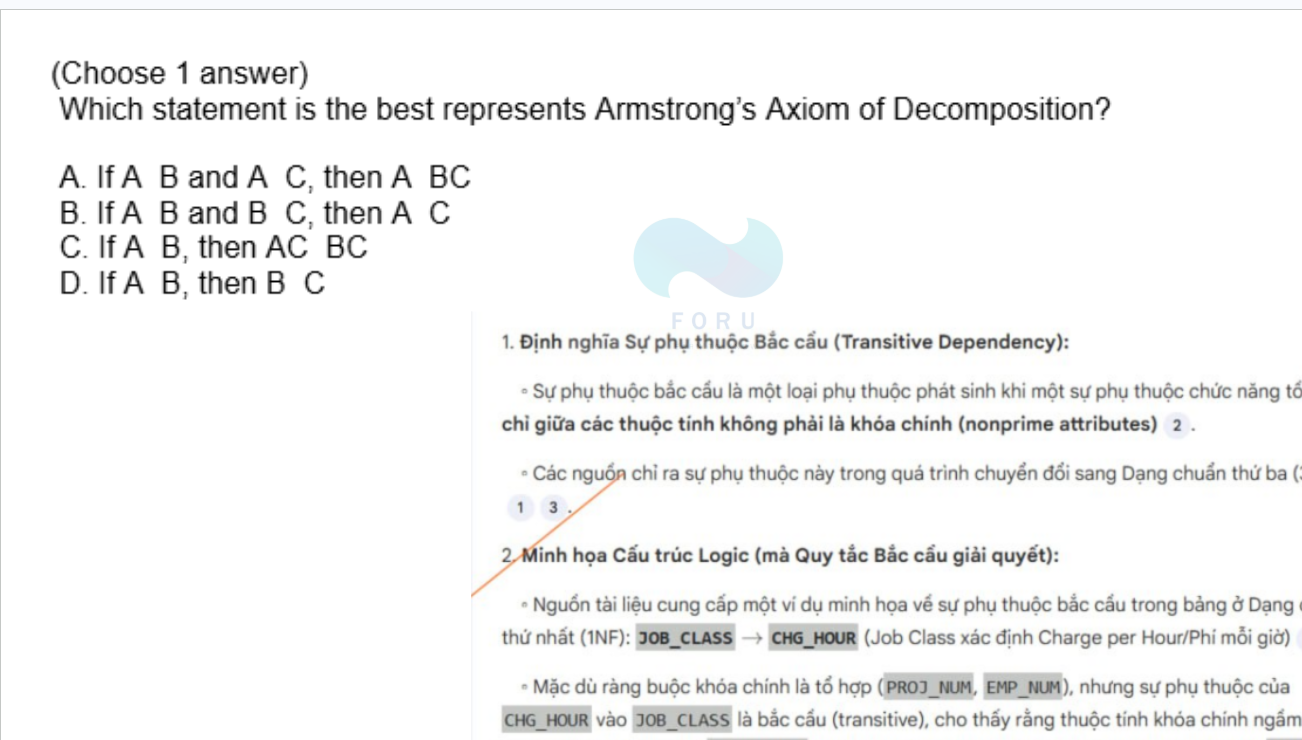 (Choose 1 answer)
Which statement is the best represents Armstrong's Axiom of Decomposition?
A. If A B and A C, then A BC
B. If A B and B C, then A C
C. If A B, then AC BC
D. If A B, then B C
FORU
1. Định nghĩa Sự phụ thuộc Bắc cầu (Transitive Dependency):
◦ Sự phụ thuộc bắc cầu là một loại phụ thuộc phát sinh khi một sự phụ thuộc chức năng
chỉ giữa các thuộc tính không phải là khóa chính (nonprime attributes) 2 .
◦ Các nguồn chỉ ra sự phụ thuộc này trong quá trình chuyển đổi sang Dạng chuẩn thứ ba
1 3 .
2. Minh họa Cấu trúc Logic (mà Quy tắc Bắc cầu giải quyết):
◦ Nguồn tài liệu cung cấp một ví dụ minh họa về sự phụ thuộc bắc cầu trong bảng ở Dạng
thứ nhất (1NF): JOB_CLASS → CHG_HOUR (Job Class xác định Charge per Hour/Phí mỗi giờ)
◦ Mặc dù ràng buộc khóa chính là tổ hợp (PROJ_NUM, EMP_NUM), nhưng sự phụ thuộc của
CHG_HOUR vào JOB_CLASS là bắc cầu (transitive), cho thấy rằng thuộc tính khóa chính ngầm